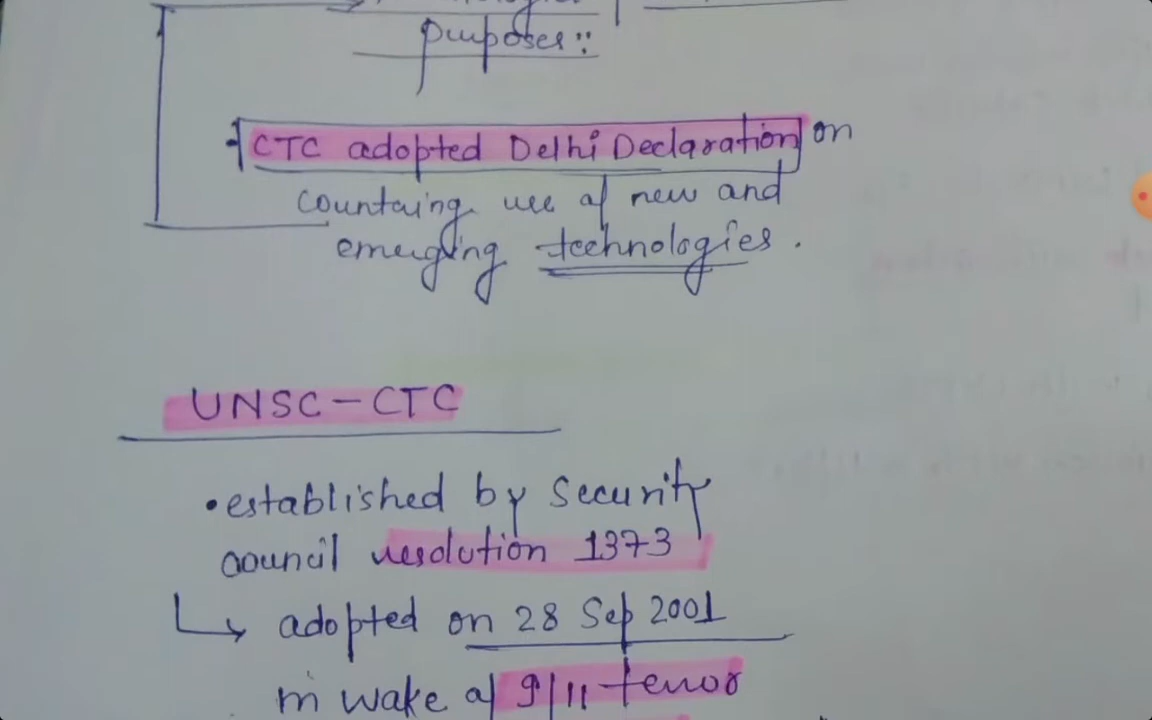 purposes::
CTC adopted Delhi Declaration on
countering use of new and
emerging technologies.
UNSC-CTC
• established by Security
council resolution 1373
↳ adopted on 28 Sep 2001
in wake of 9/11 terror